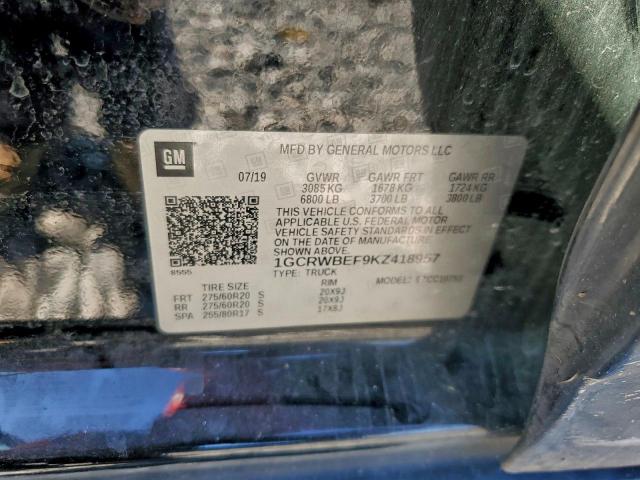 GM
MFD BY GENERAL MOTORS LLC
07/19 GVWR GAWR FRT GAWR RR
3085 KG 1678 KG 1724 KG
6800 LB 3700 LB 3800 LB
THIS VEHICLE CONFORMS TO ALL
APPLICABLE U.S. FEDERAL MOTOR
VEHICLE SAFETY STANDARDS IN
EFFECT ON THE DATE OF
MANUFACTURE SHOWN ABOVE.
8555
1GCRWBEF9KZ418957
TYPE: TRUCK MODEL:
TIRE SIZE RIM
FRT 275/60R20 S 20X9J
RR 275/60R20 S 20X9J
SPA 255/80R17 S 17X8J